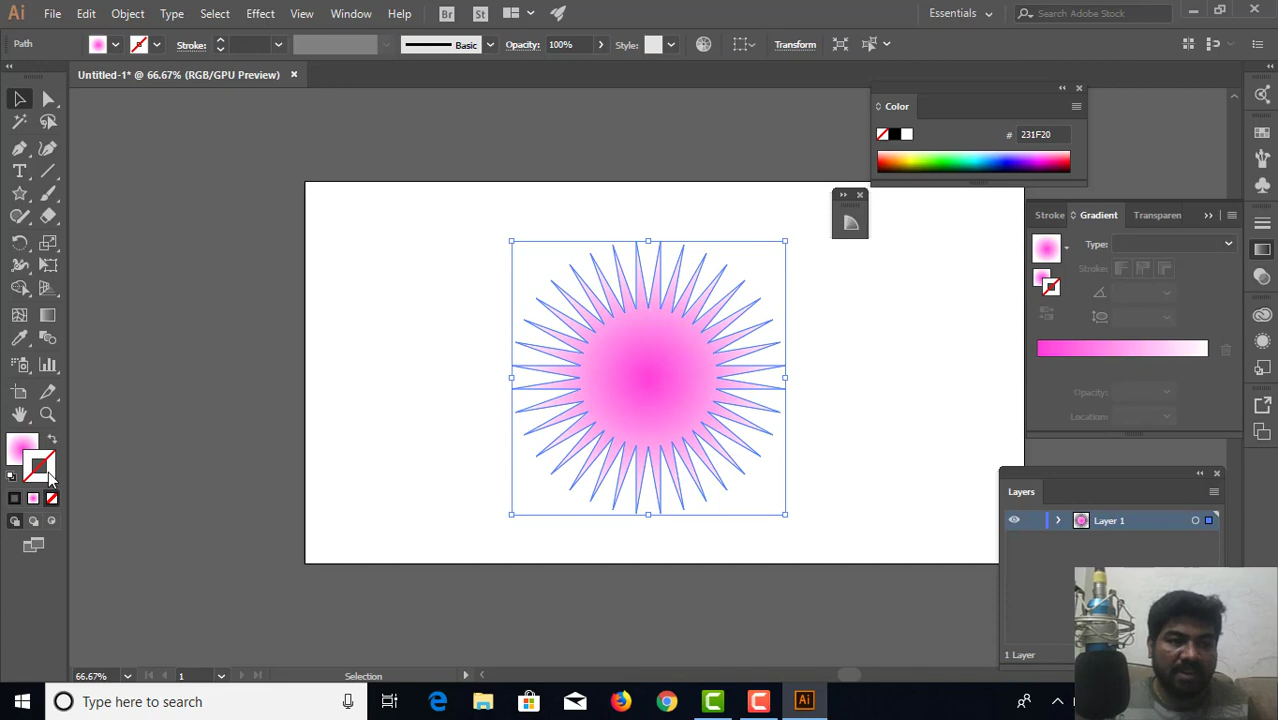 Ai File Edit Object Type Select Effect View Window Help Br St Essentials Search Adobe Stock
Path Stroke: Basic Opacity: 100% Style: Transform
Untitled-1* @ 66.67% (RGB/GPU Preview)
Color
# 231F20
Stroke Gradient Transparen
Type:
Stroke:
Opacity:
Location:
Layers
Layer 1
1 Layer
66.67% 1 Selection
Type here to search Ai